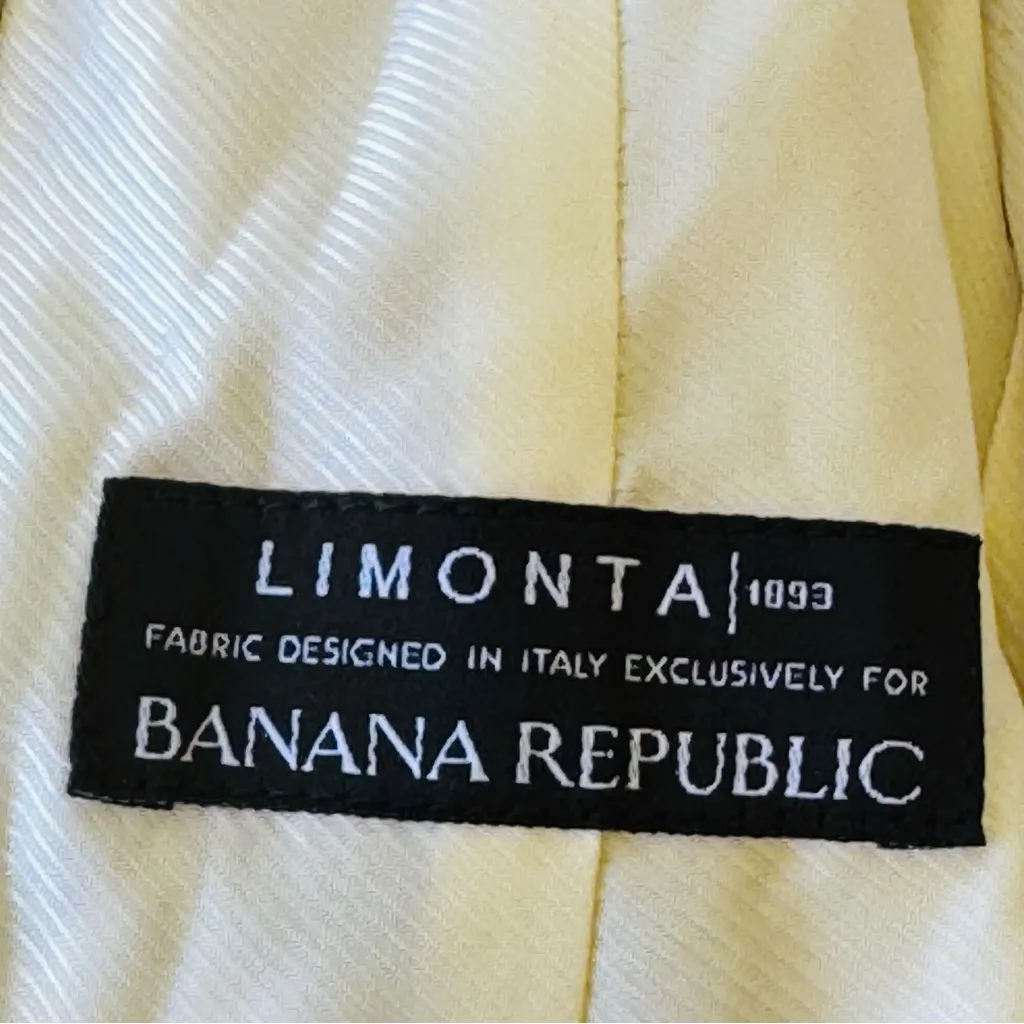 LIMONTA|1893
FABRIC DESIGNED IN ITALY EXCLUSIVELY FOR
BANANA REPUBLIC